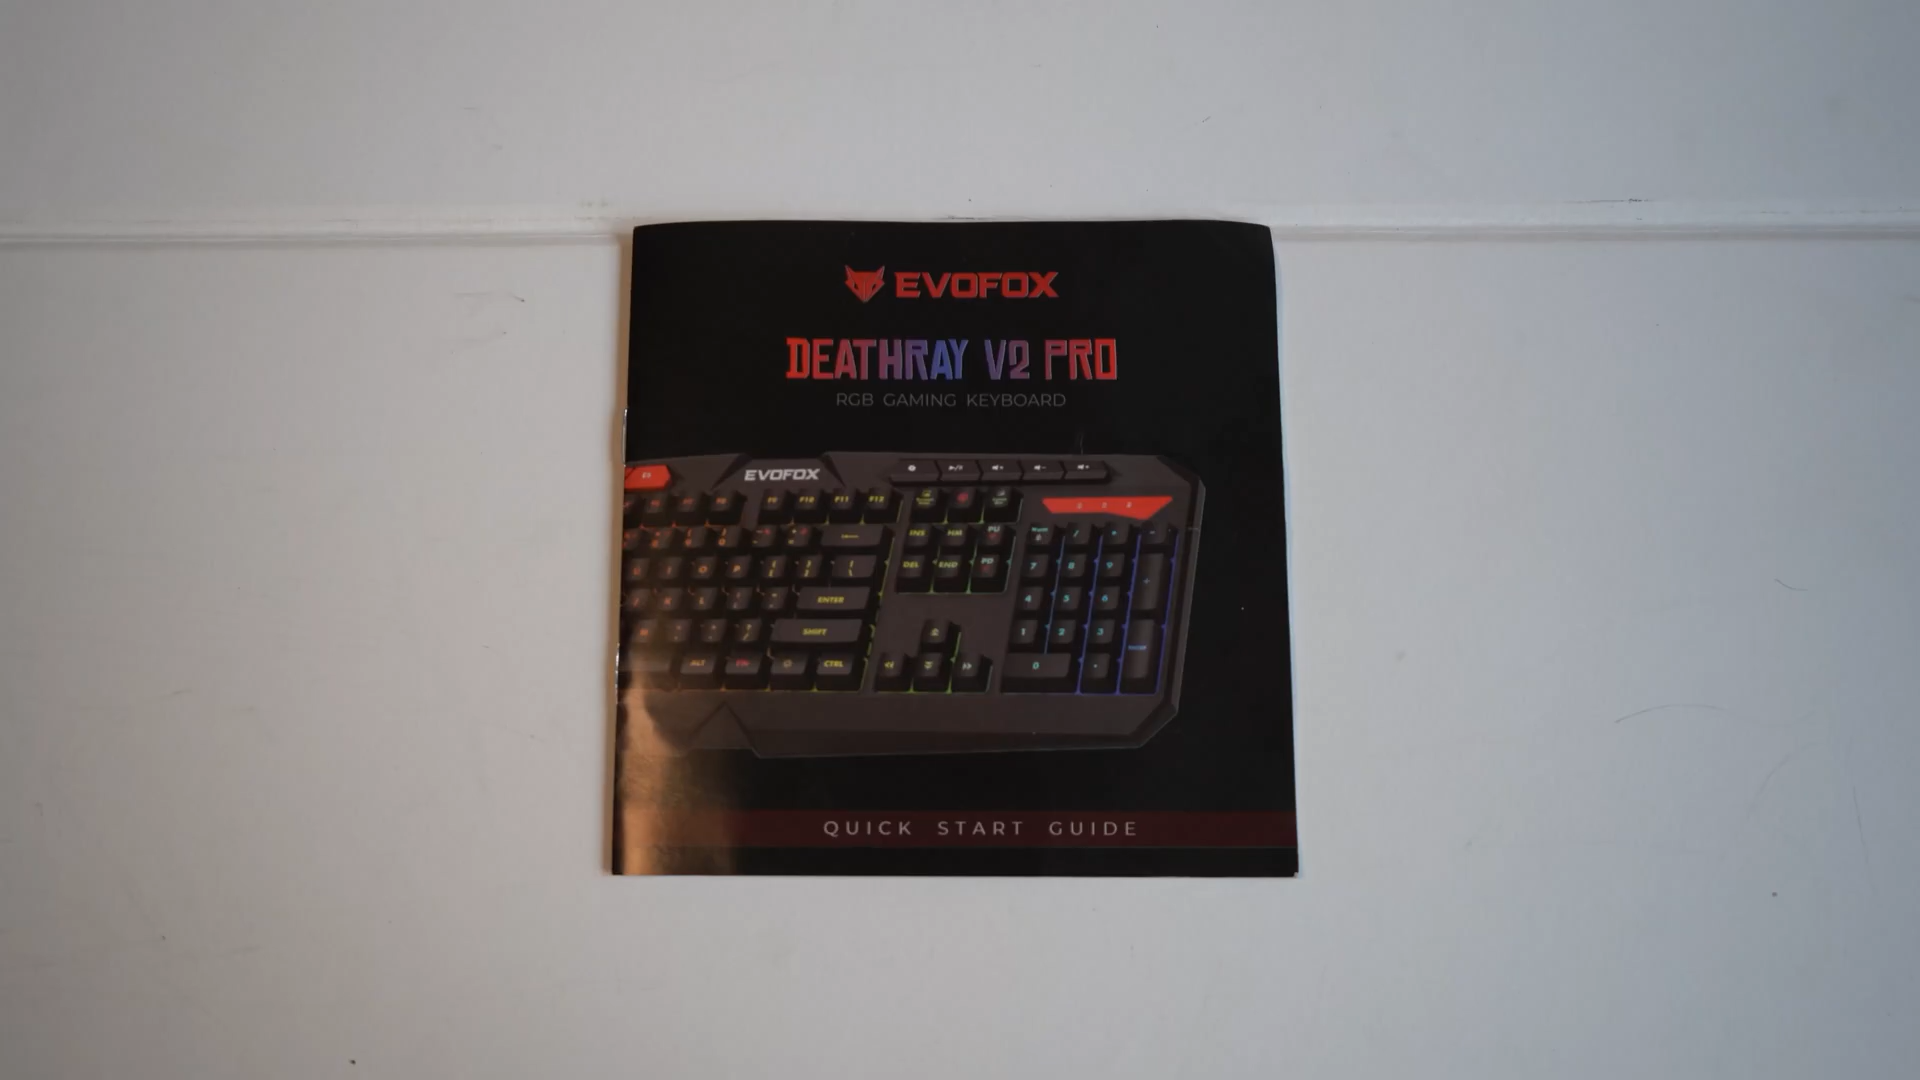 EVOFOX
DEATHRAY V2 PRO
RGB GAMING KEYBOARD
EVOFOX
F9 F10 F11 F12
INS PU
DEL END PD
7 8 9
O P
ENTER
4 5 6
SHIFT
1 2 3
ALT FN CTRL
0
QUICK START GUIDE